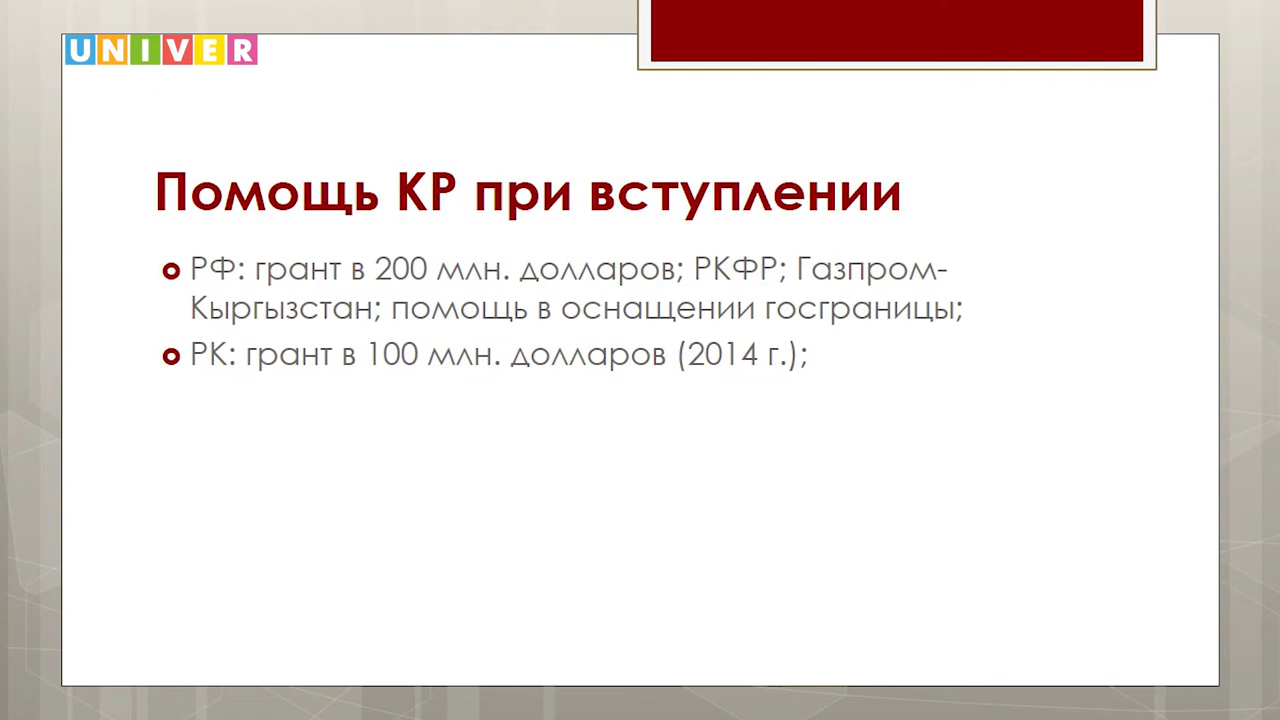 UNIVER
Помощь КР при вступлении
РФ: грант в 200 млн. долларов; РКФР; Газпром-
Кыргызстан; помощь в оснащении госграницы;
РК: грант в 100 млн. долларов (2014 г.);